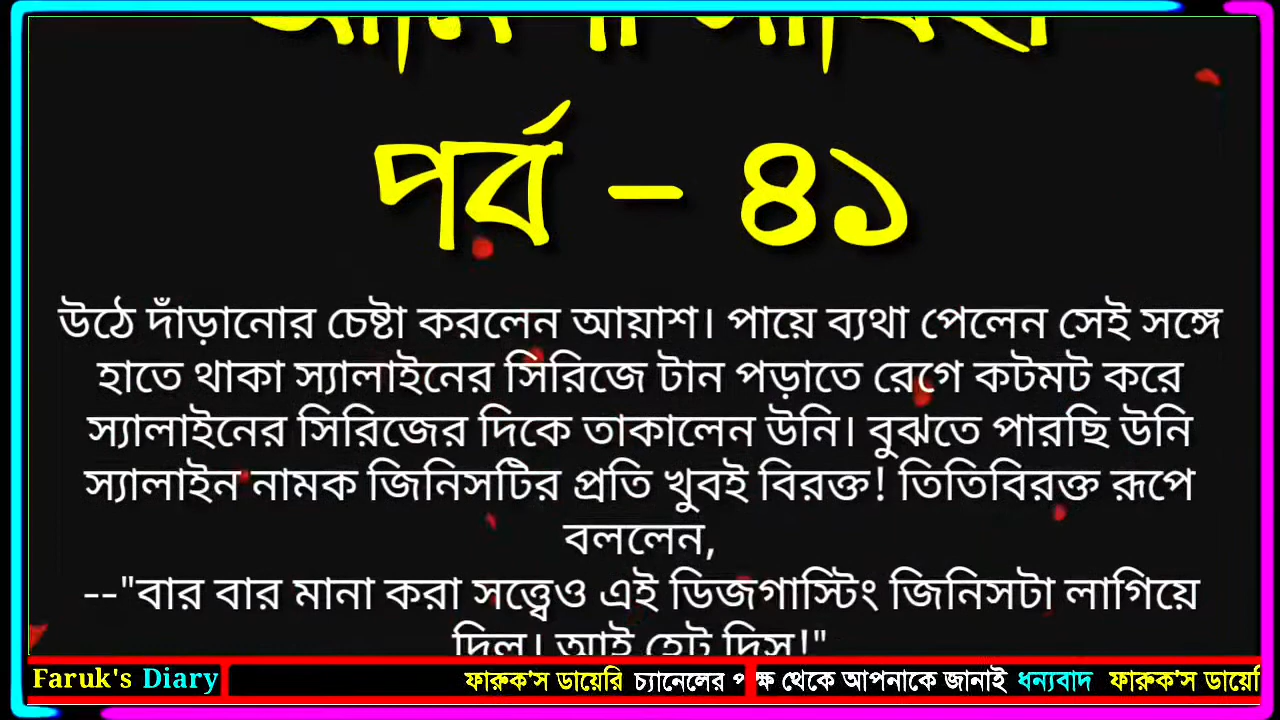 পর্ব – ৪১
উঠে দাঁড়ানোর চেষ্টা করলেন আয়াশ। পায়ে ব্যথা পেলেন সেই সঙ্গে
হাতে থাকা স্যালাইনের সিরিজে টান পড়াতে রেগে কটমট করে
স্যালাইনের সিরিজের দিকে তাকালেন উনি। বুঝতে পারছি উনি
স্যালাইন নামক জিনিসটির প্রতি খুবই বিরক্ত! তিতিবিরক্ত রূপে
বললেন,
--"বার বার মানা করা সত্ত্বেও এই ডিজগাস্টিং জিনিসটা লাগিয়ে
দিল। আই হেট দিস!"
Faruk's Diary ফারুক'স ডায়েরি চ্যানেলের ক্ষ থেকে আপনাকে জানাই ধন্যবাদ ফারুক'স